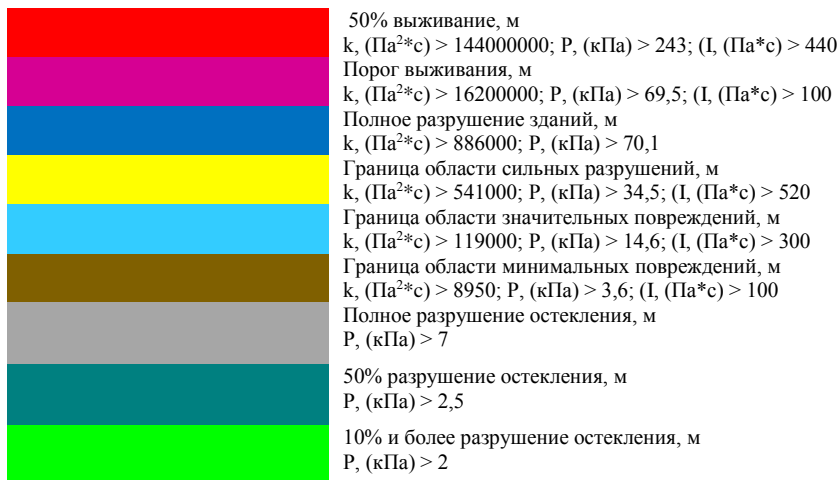 50% выживание, м
k, (Па²*с) > 144000000; P, (кПа) > 243; (I, (Па*с) > 440
Порог выживания, м
k, (Па²*с) > 16200000; P, (кПа) > 69,5; (I, (Па*с) > 100
Полное разрушение зданий, м
k, (Па²*с) > 886000; P, (кПа) > 70,1
Граница области сильных разрушений, м
k, (Па²*с) > 541000; P, (кПа) > 34,5; (I, (Па*с) > 520
Граница области значительных повреждений, м
k, (Па²*с) > 119000; P, (кПа) > 14,6; (I, (Па*с) > 300
Граница области минимальных повреждений, м
k, (Па²*с) > 8950; P, (кПа) > 3,6; (I, (Па*с) > 100
Полное разрушение остекления, м
P, (кПа) > 7
50% разрушение остекления, м
P, (кПа) > 2,5
10% и более разрушение остекления, м
P, (кПа) > 2